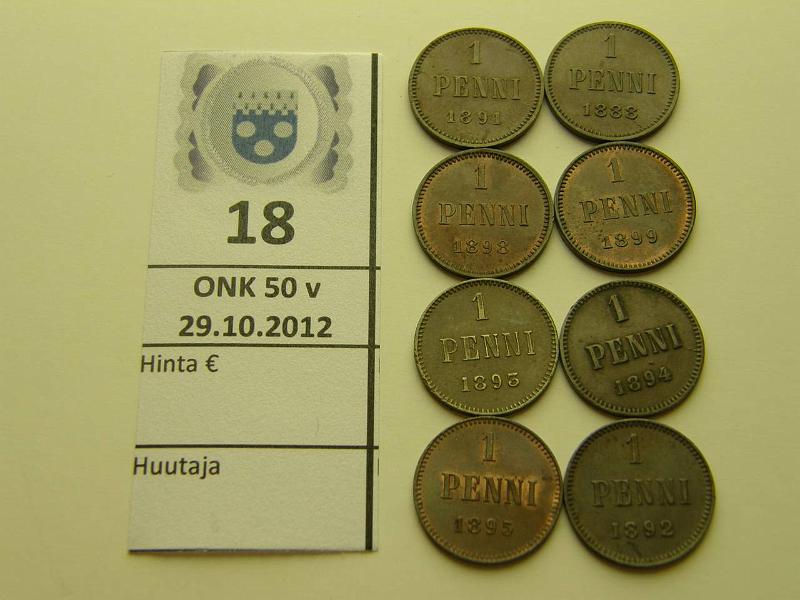 18
ONK 50 v
29.10.2012
Hinta €
Huutaja
1
PENNI
1891
1
PENNI
1888
1
PENNI
1898
1
PENNI
1899
1
PENNI
1893
1
PENNI
1894
1
PENNI
1895
1
PENNI
1892